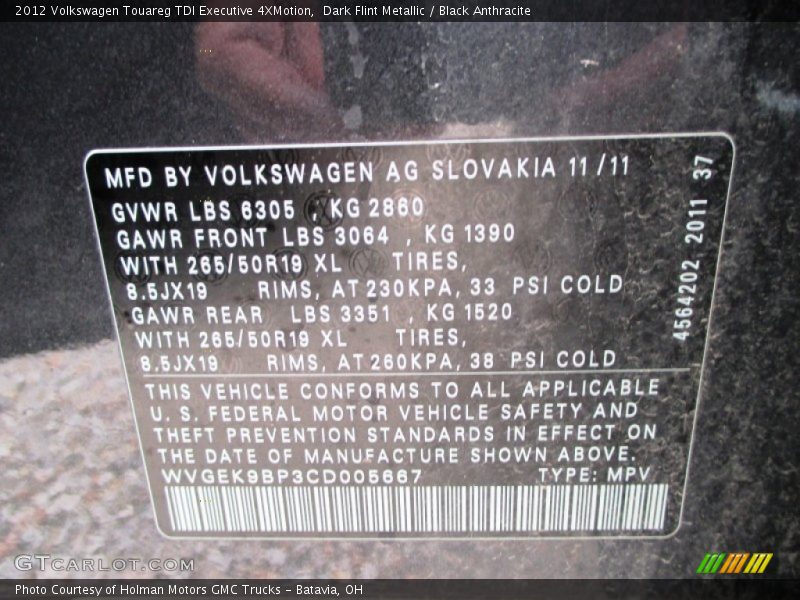 2012 Volkswagen Touareg TDI Executive 4XMotion,  Dark Flint Metallic / Black Anthracite
MFD BY VOLKSWAGEN AG SLOVAKIA 11/11
GVWR LBS 6305 , KG 2860
GAWR FRONT LBS 3064 , KG 1390
WITH 265/50R19 XL TIRES,
8.5JX19 RIMS, AT 230KPA, 33 PSI COLD
GAWR REAR LBS 3351 , KG 1520
WITH 265/50R19 XL TIRES,
8.5JX19 RIMS, AT 260KPA, 38 PSI COLD
THIS VEHICLE CONFORMS TO ALL APPLICABLE
U. S. FEDERAL MOTOR VEHICLE SAFETY AND
THEFT PREVENTION STANDARDS IN EFFECT ON
THE DATE OF MANUFACTURE SHOWN ABOVE.
WVGEK9BP3CD005667 TYPE: MPV
4564202 2011 37
GTCARLOT.COM
Photo Courtesy of Holman Motors GMC Trucks - Batavia, OH